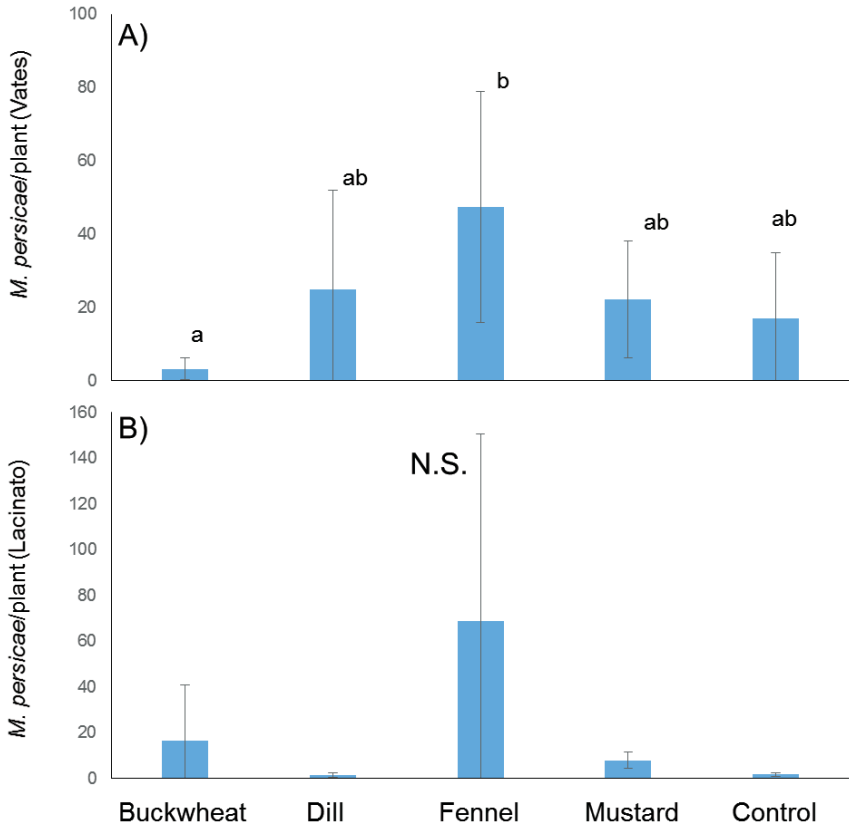 A)
M. persicae/plant (Vates)
100
80
60
40
20
0
a
ab
b
ab
ab
B)
M. persicae/plant (Lacinato)
160
140
120
100
80
60
40
20
0
N.S.
Buckwheat Dill Fennel Mustard Control